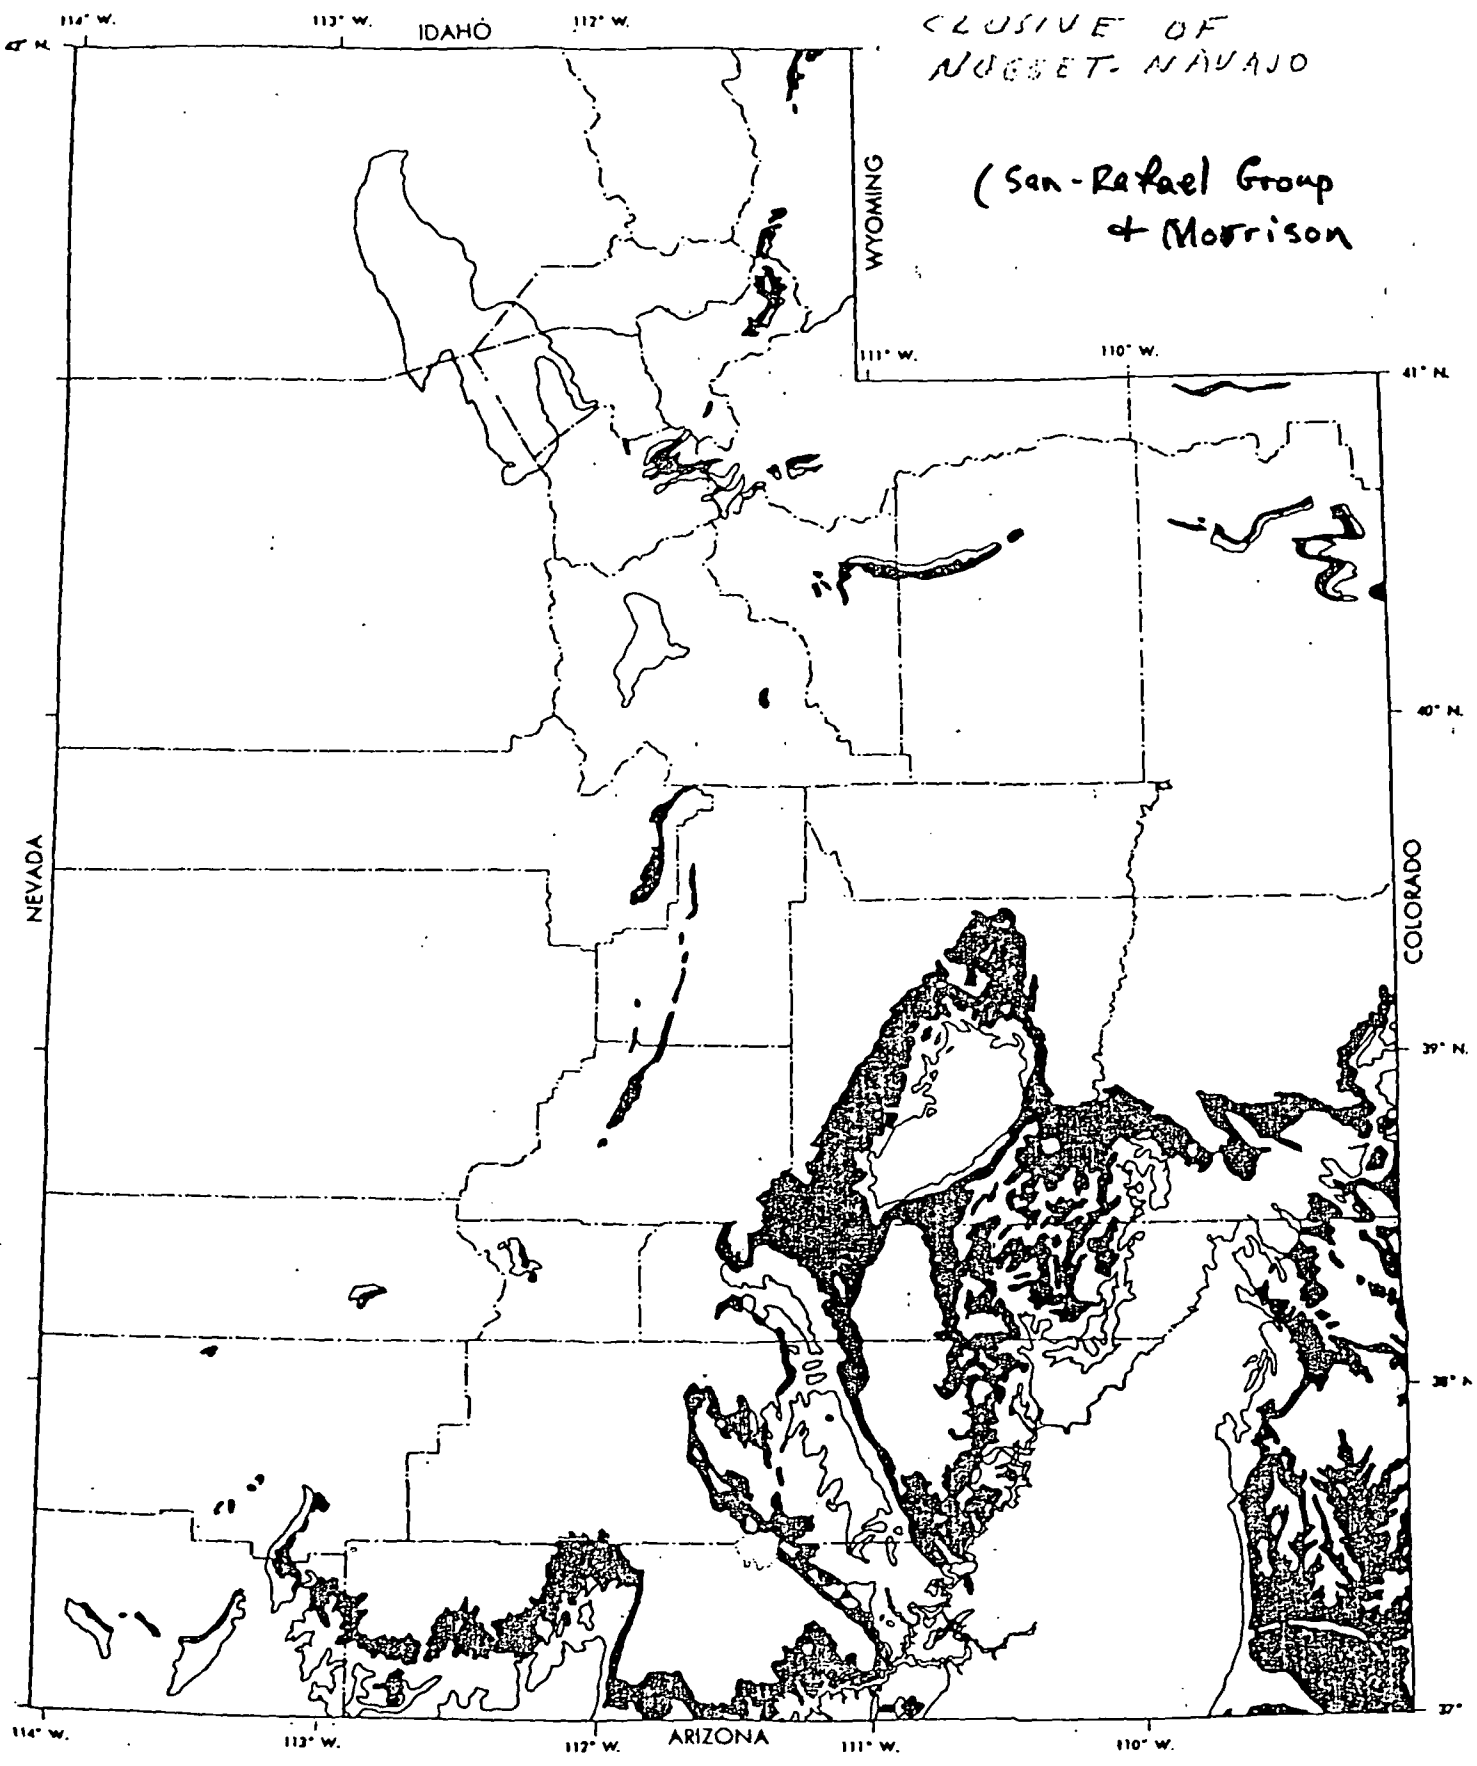 114° W.
113° W.
IDAHO
112° W.
CLUSIVE OF
NUGGET-NAVAJO
(San-Rafael Group
+ Morrison
WYOMING
111° W.
110° W.
41° N.
40° N.
NEVADA
COLORADO
39° N.
38° N
37°
114° W.
113° W.
112° W.
ARIZONA
111° W.
110° W.